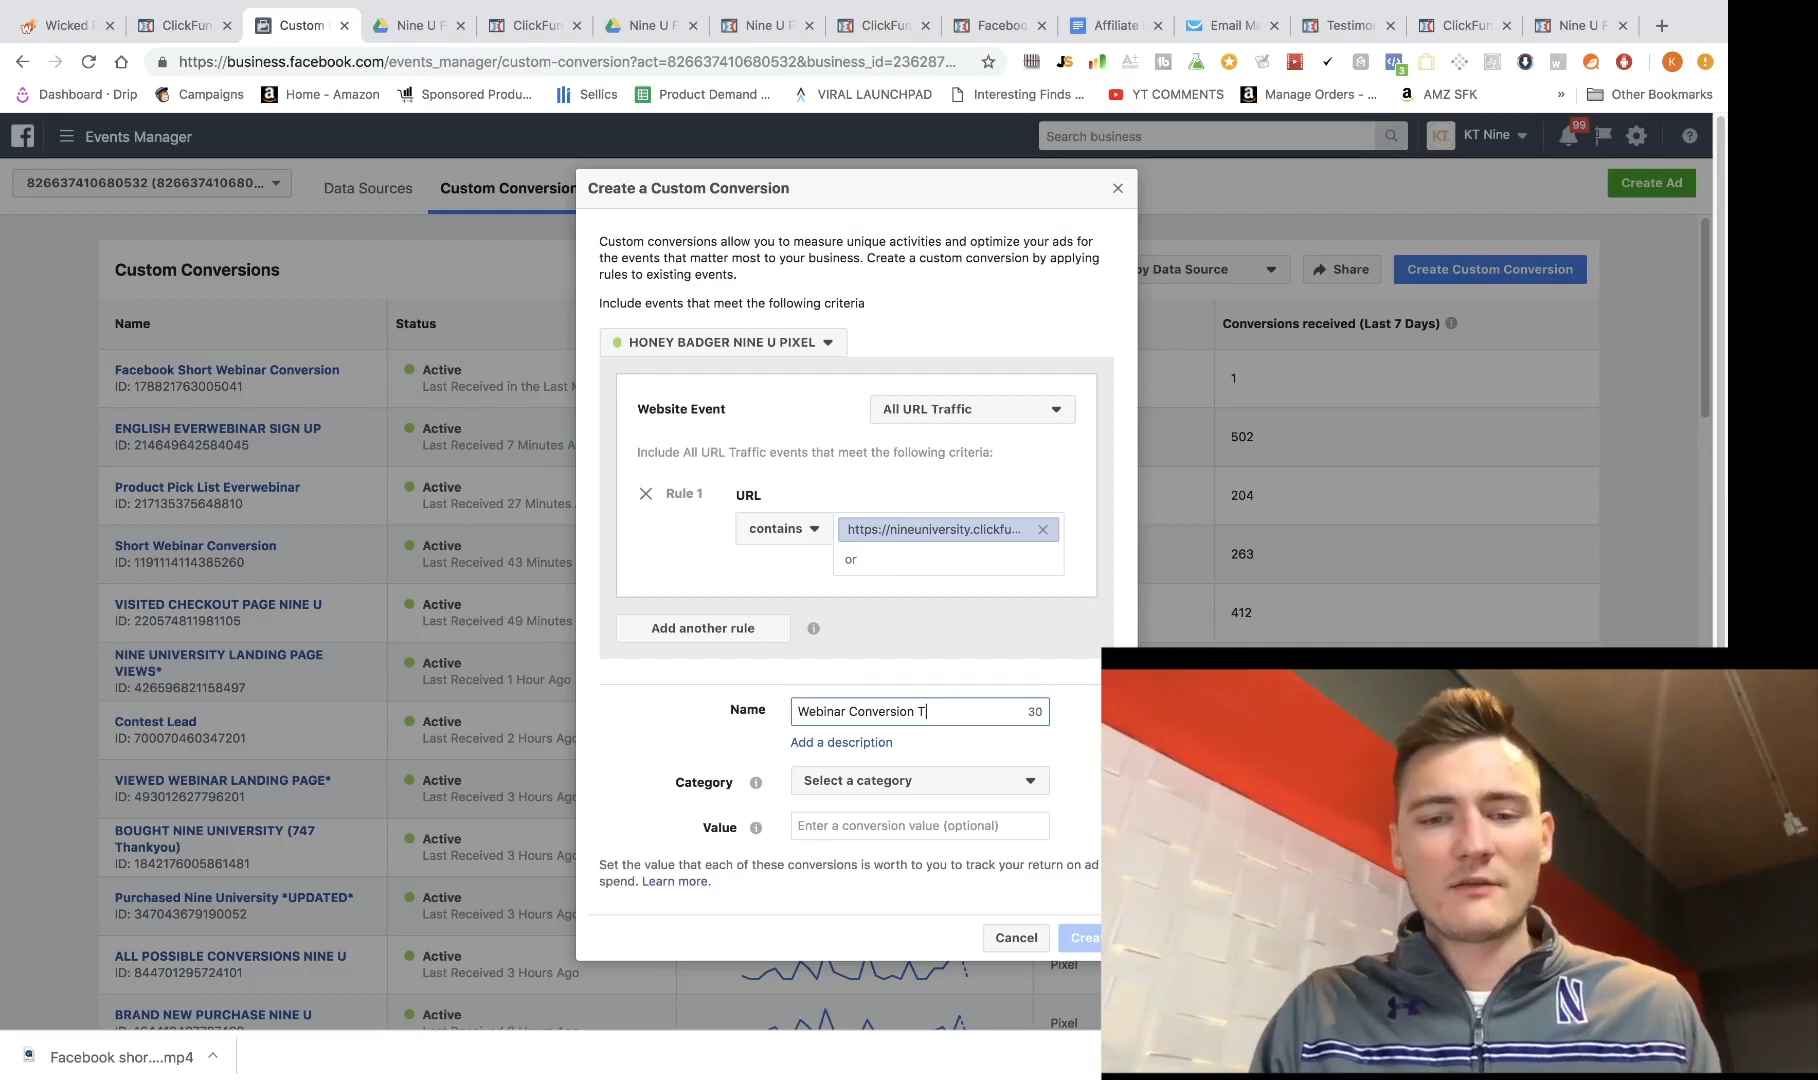 Wicked
ClickFun
Custom
Nine U F
ClickFun
Nine U F
Nine U F
ClickFun
Faceboo
Affiliate
Email Me
Testimo
ClickFun
Nine U F
https://business.facebook.com/events_manager/custom-conversion?act=826637410680532&business_id=236287...
Dashboard · Drip
Campaigns
Home - Amazon
Sponsored Produ...
Sellics
Product Demand ...
VIRAL LAUNCHPAD
Interesting Finds ...
YT COMMENTS
Manage Orders - ...
AMZ SFK
»
Other Bookmarks
Events Manager
Search business
KT Nine
99
826637410680532 (82663741068​0...
Data Sources
Custom Conversion
Create Ad
Create a Custom Conversion
Custom conversions allow you to measure unique activities and optimize your ads for
the events that matter most to your business. Create a custom conversion by applying
rules to existing events.
Include events that meet the following criteria
HONEY BADGER NINE U PIXEL
Website Event
All URL Traffic
Include All URL Traffic events that meet the following criteria:
Rule 1
URL
contains
https://nineuniversity.clickfu...
or
Add another rule
Name
Webinar Conversion T
30
Add a description
Category
Select a category
Value
Enter a conversion value (optional)
Set the value that each of these conversions is worth to you to track your return on ad
spend. Learn more.
Cancel
Crea
Custom Conversions
by Data Source
Share
Create Custom Conversion
Name
Status
Conversions received (Last 7 Days)
Facebook Short Webinar Conversion
ID: 178821763005041
Active
Last Received in the Last M
1
ENGLISH EVERWEBINAR SIGN UP
ID: 214649642584045
Active
Last Received 7 Minutes A
502
Product Pick List Everwebinar
ID: 217135375648810
Active
Last Received 27 Minutes
204
Short Webinar Conversion
ID: 1191114114385260
Active
Last Received 43 Minutes
263
VISITED CHECKOUT PAGE NINE U
ID: 220574811981105
Active
Last Received 49 Minutes
412
NINE UNIVERSITY LANDING PAGE
VIEWS*
ID: 426596821158497
Active
Last Received 1 Hour Ago
Contest Lead
ID: 700070460347201
Active
Last Received 2 Hours Ago
VIEWED WEBINAR LANDING PAGE*
ID: 493012627796201
Active
Last Received 3 Hours Ago
BOUGHT NINE UNIVERSITY (747
Thankyou)
ID: 1842176005861481
Active
Last Received 3 Hours Ago
Purchased Nine University *UPDATED*
ID: 347043679190052
Active
Last Received 3 Hours Ago
ALL POSSIBLE CONVERSIONS NINE U
ID: 844701295724101
Active
Last Received 3 Hours Ago
Pixel
BRAND NEW PURCHASE NINE U
Active
Pixel
Facebook shor....mp4
N